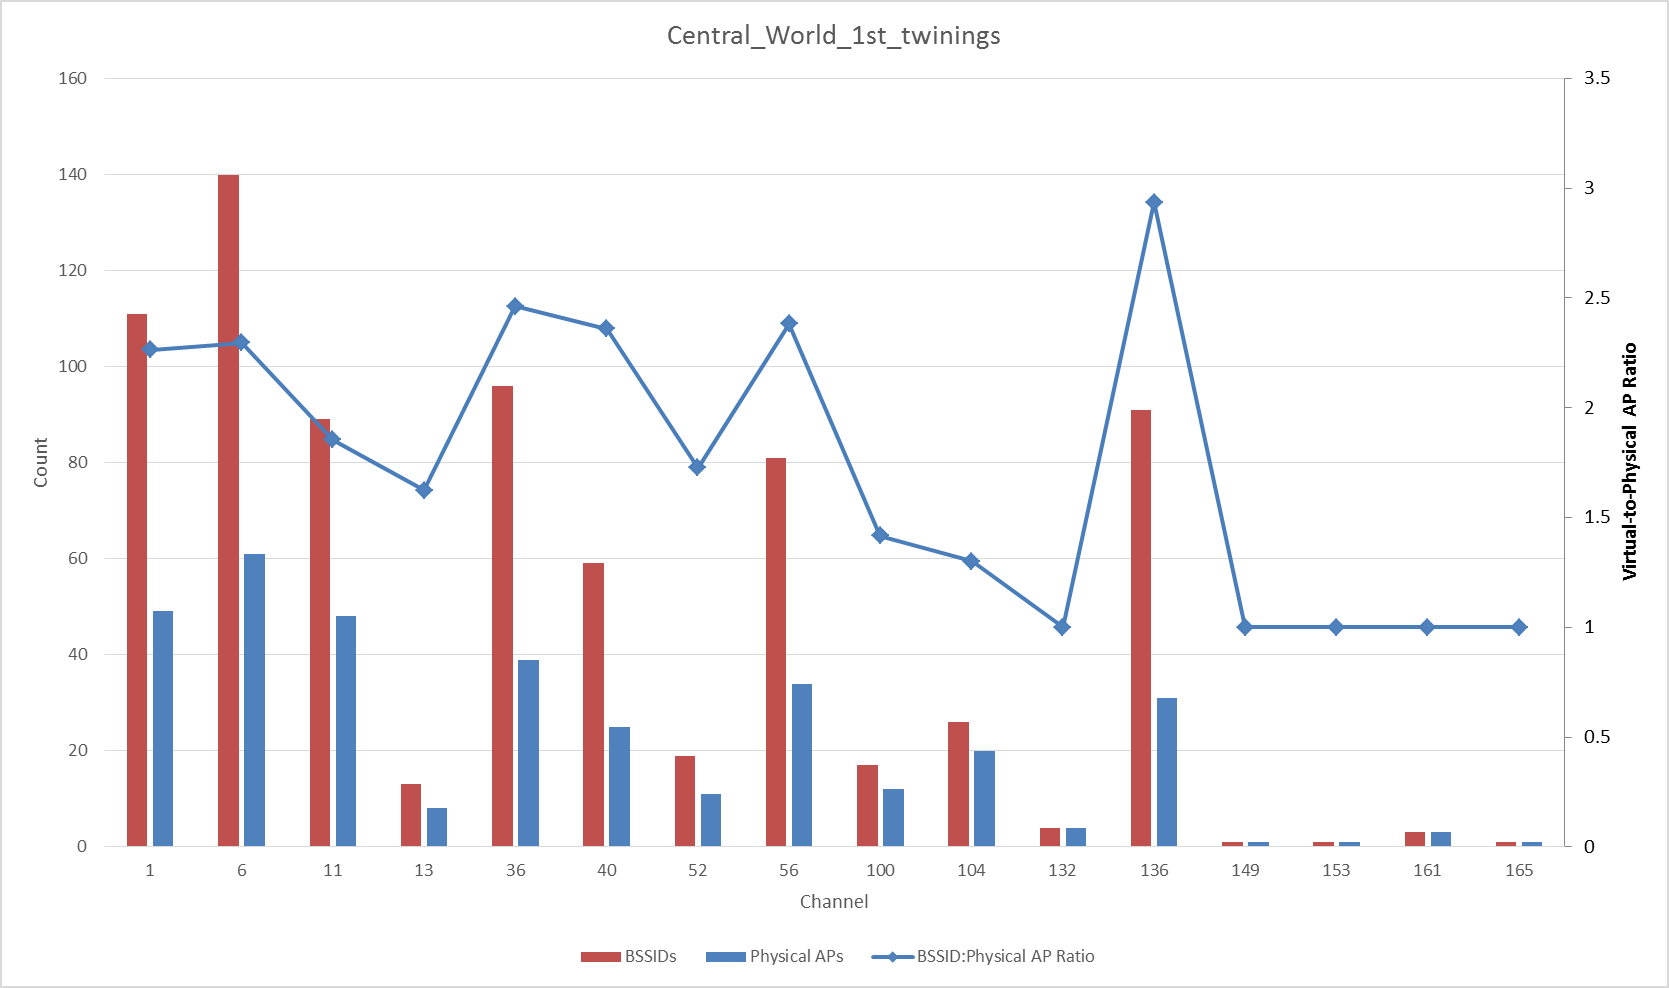 Central_World_1st_twinings
160
140
120
100
80
60
40
20
0
Count
3.5
3
2.5
2
1.5
1
0.5
0
Virtual-to-Physical AP Ratio
1 6 11 13 36 40 52 56 100 104 132 136 149 153 161 165
Channel
BSSIDs Physical APs BSSID:Physical AP Ratio